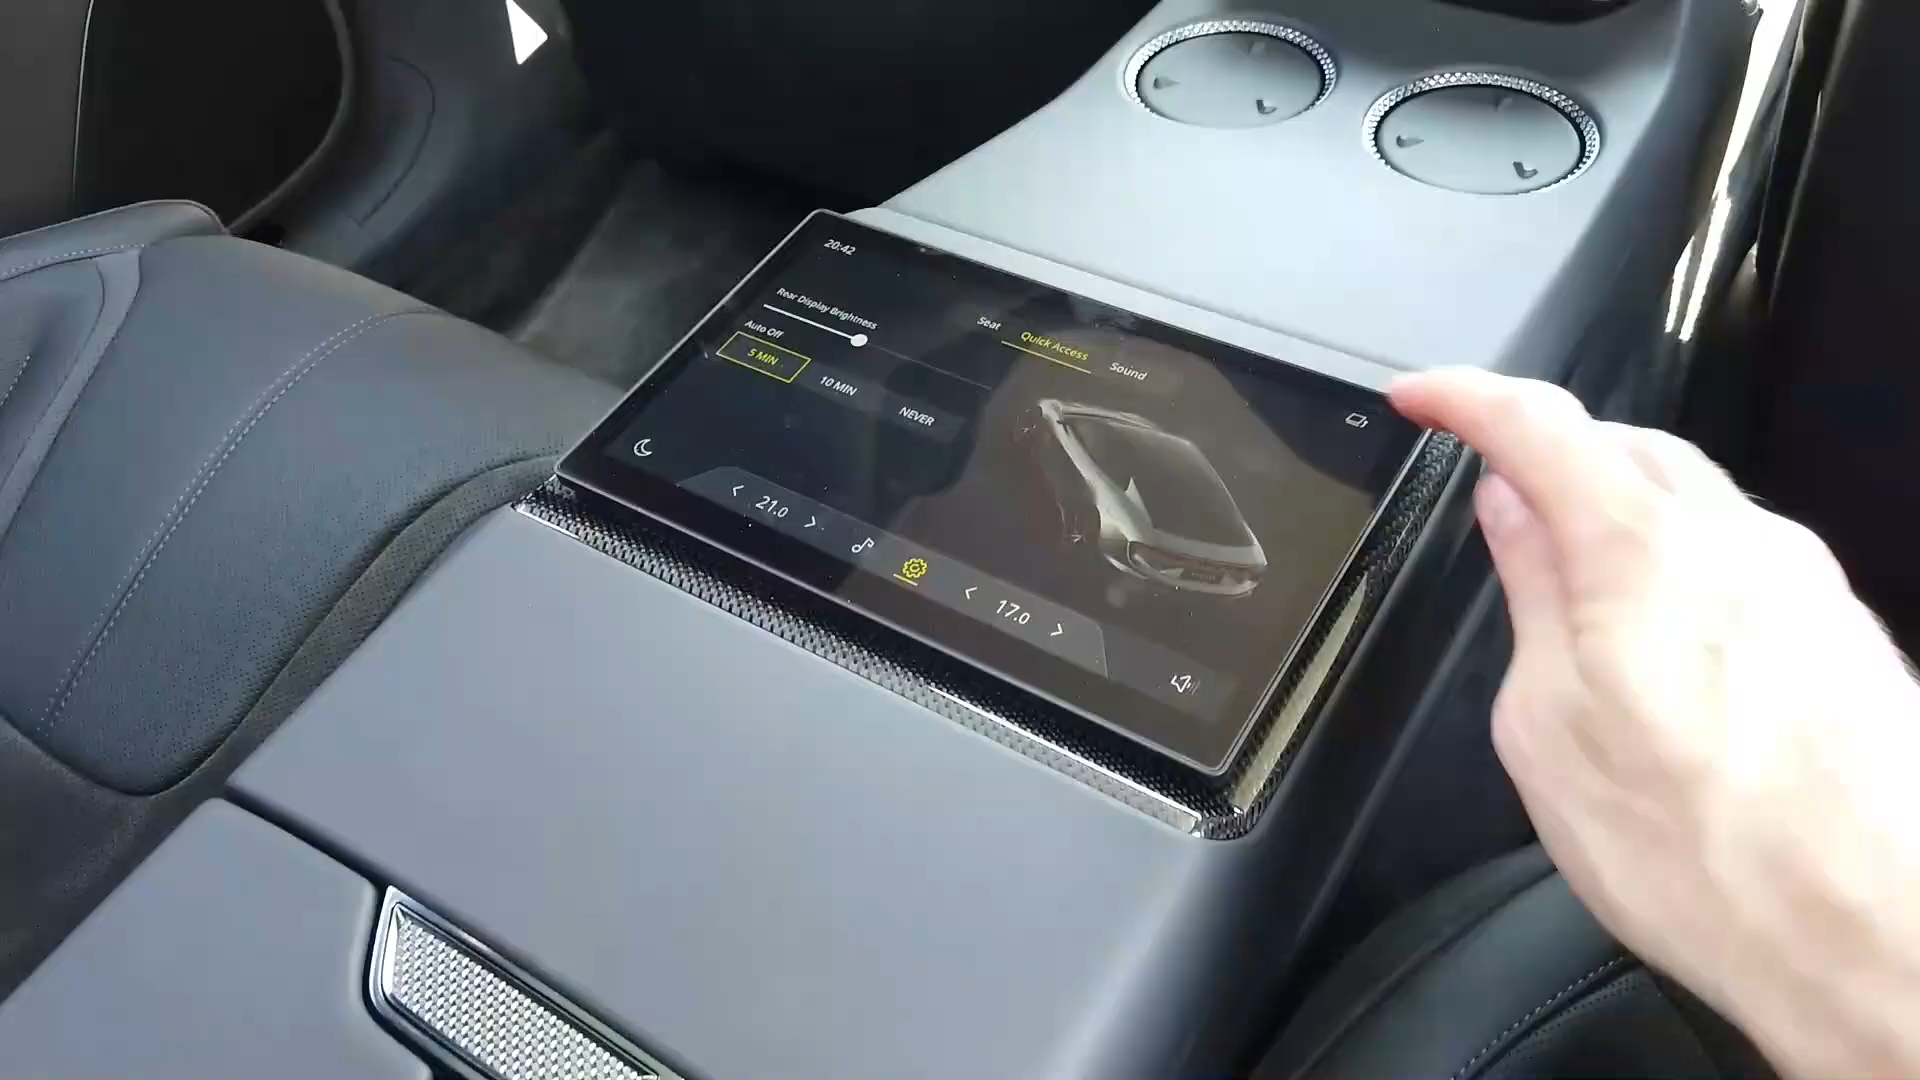 20:42
Rear Display Brightness
Auto Off
5 MIN
10 MIN
NEVER
Seat
Quick Access
Sound
21.0
17.0